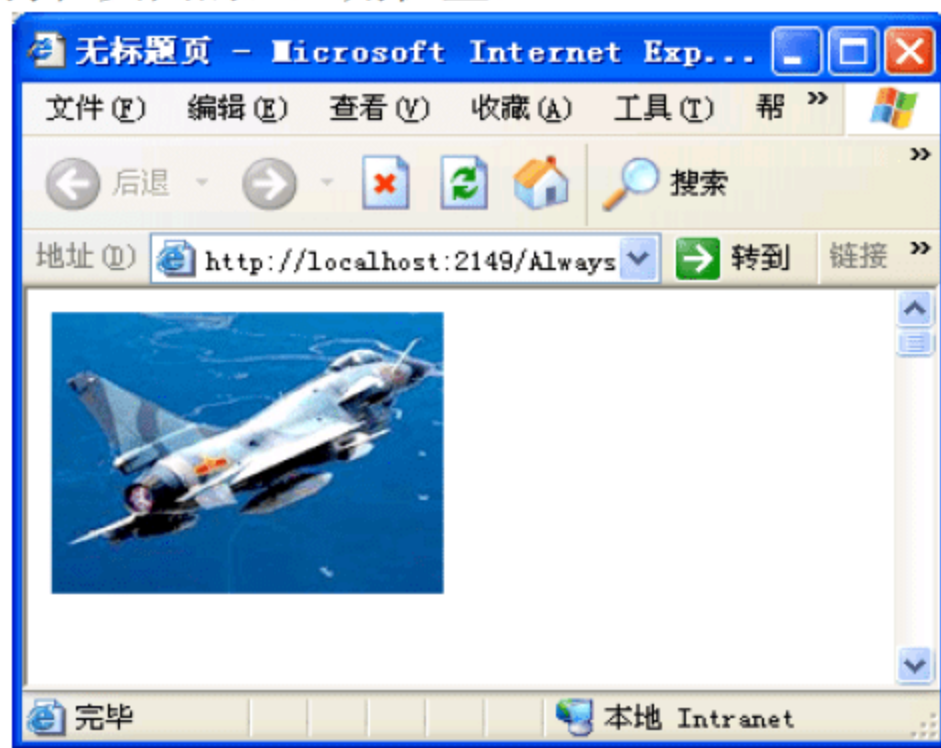 无标题页 - Microsoft Internet Exp...
文件(F) 编辑(E) 查看(V) 收藏(A) 工具(T) 帮 »
后退 搜索 »
地址(D) http://localhost:2149/Always 转到 链接 »
完毕 本地 Intranet